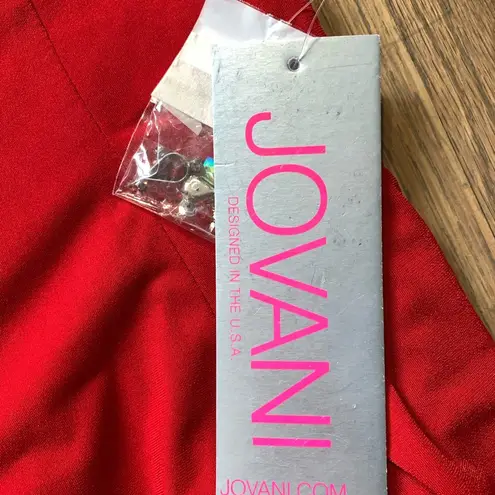 JOVANI
DESIGNED IN THE U.S.A
JOVANI.COM